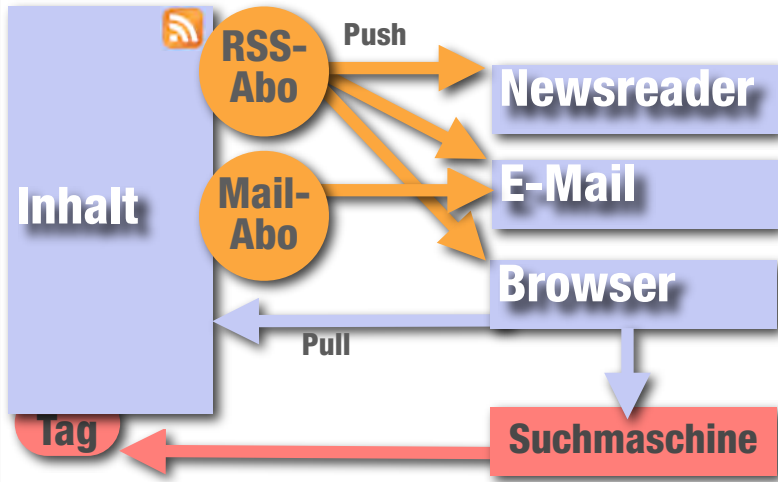 RSS-
Abo
Push
Newsreader
Inhalt
Mail-
Abo
E-Mail
Browser
Pull
Tag
Suchmaschine